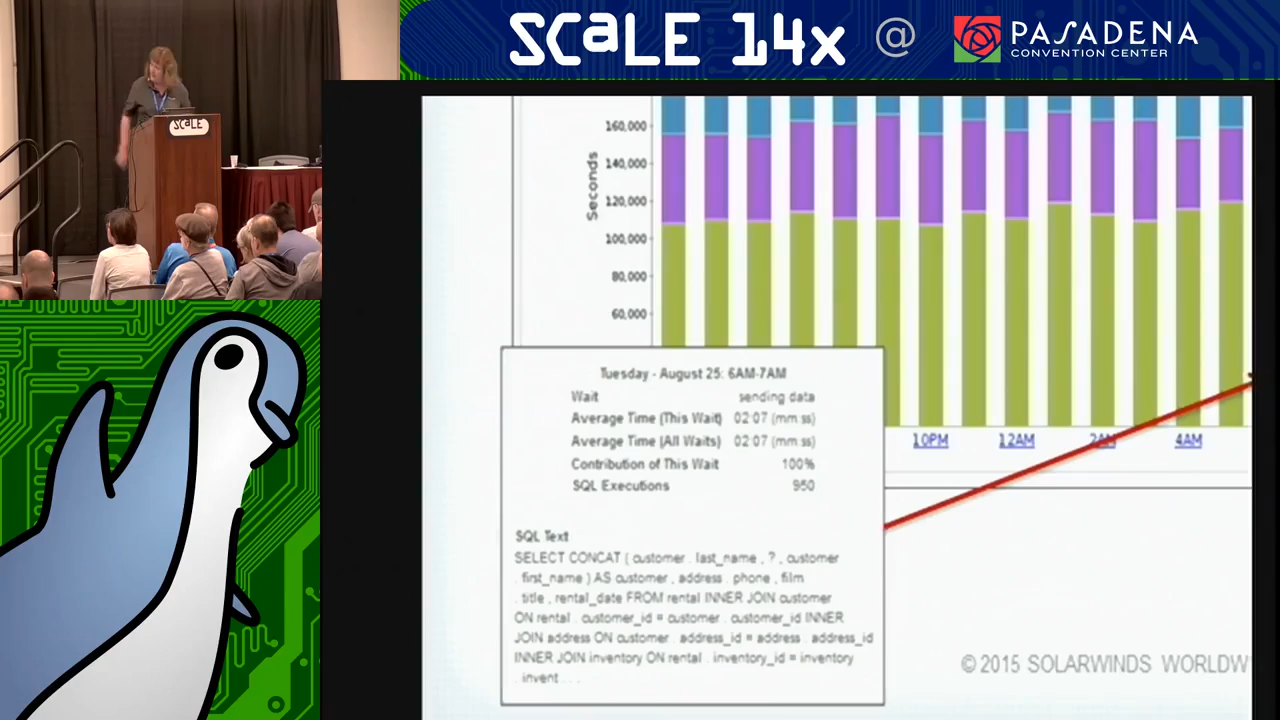 SCaLE 14x @ PASADENA
CONVENTION CENTER
SCaLE
160,000
140,000
120,000
100,000
80,000
60,000
Seconds
10PM 12AM 2AM 4AM
Tuesday - August 25: 6AM-7AM
Wait sending data
Average Time (This Wait) 02:07 (mm:ss)
Average Time (All Waits) 02:07 (mm:ss)
Contribution of This Wait 100%
SQL Executions 950
SQL Text
SELECT CONCAT ( customer . last_name , ? , customer
. first_name ) AS customer , address . phone , film
. title , rental_date FROM rental INNER JOIN customer
ON rental . customer_id = customer . customer_id INNER
JOIN address ON customer . address_id = address . address_id
INNER JOIN inventory ON rental . inventory_id = inventory
. invent . . .
© 2015 SOLARWINDS WORLDW